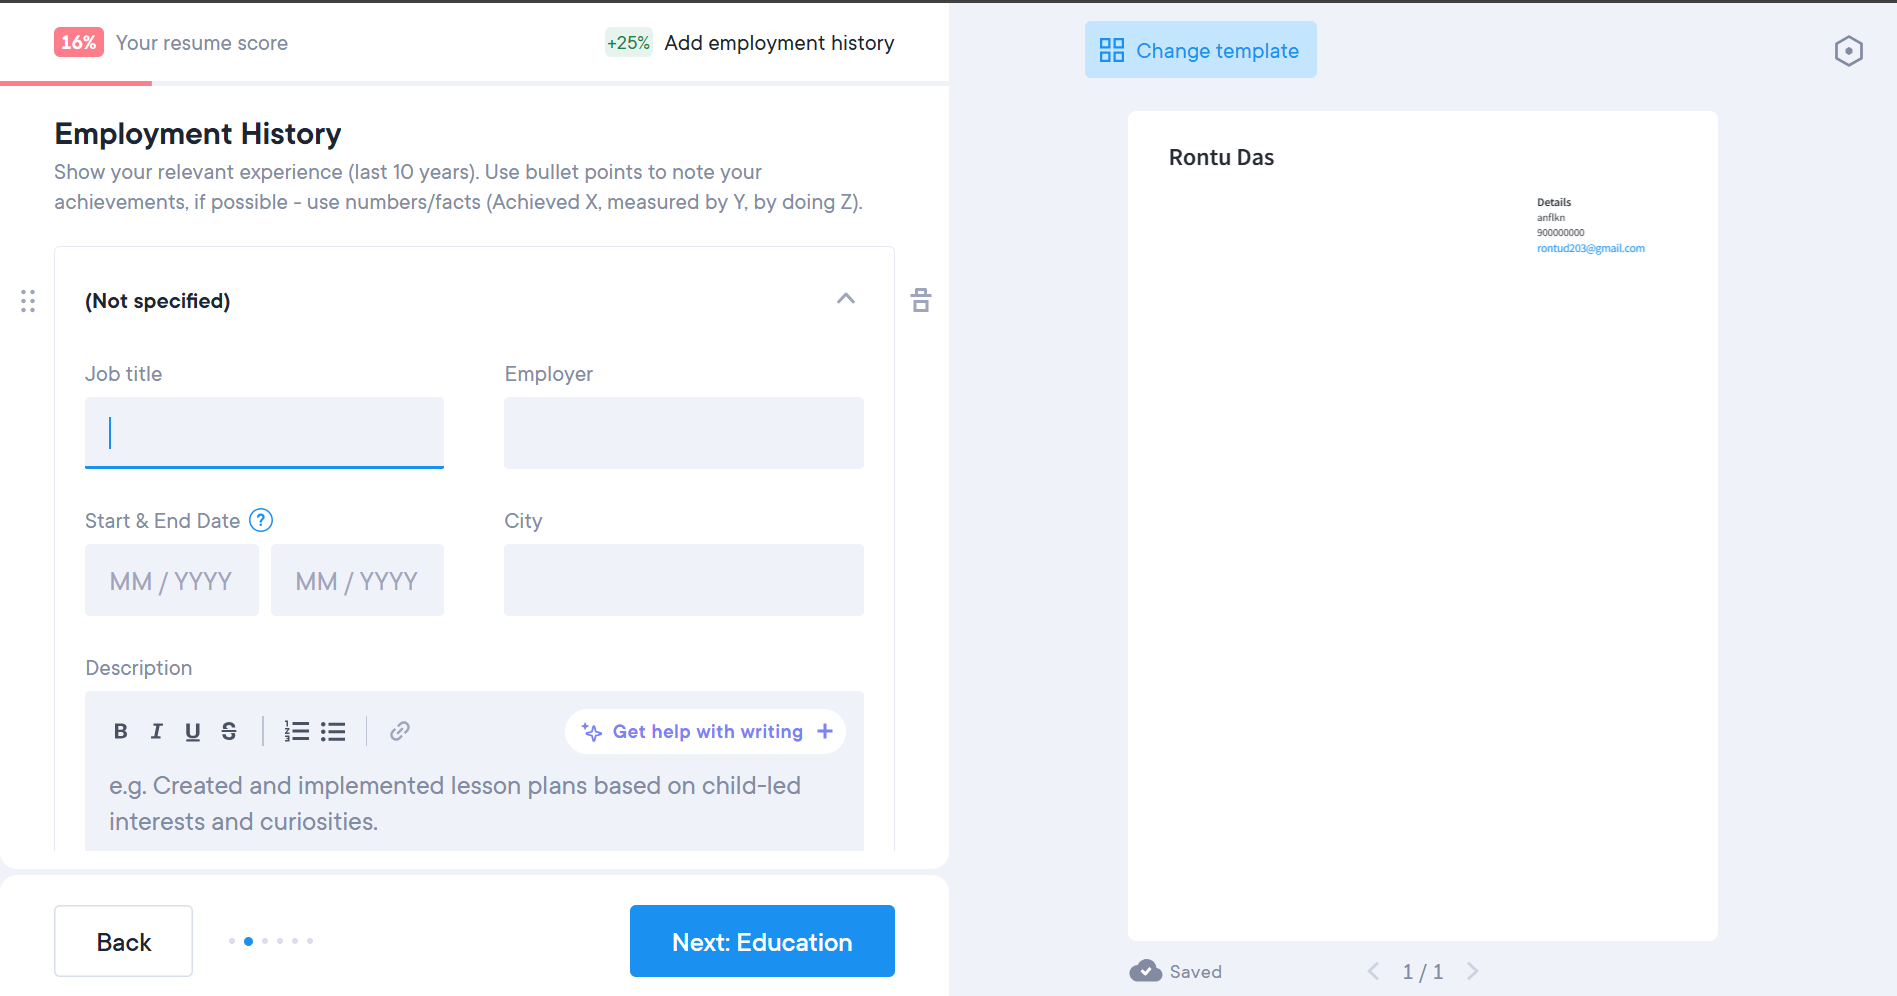 16% Your resume score
+25% Add employment history
Employment History
Show your relevant experience (last 10 years). Use bullet points to note your
achievements, if possible - use numbers/facts (Achieved X, measured by Y, by doing Z).
(Not specified)
Job title
Employer
Start & End Date ?
City
MM / YYYY
MM / YYYY
Description
B I U S
Get help with writing +
e.g. Created and implemented lesson plans based on child-led
interests and curiosities.
Back
Next: Education
Change template
Rontu Das
Details
anflkn
900000000
rontud203@gmail.com
Saved
1 / 1